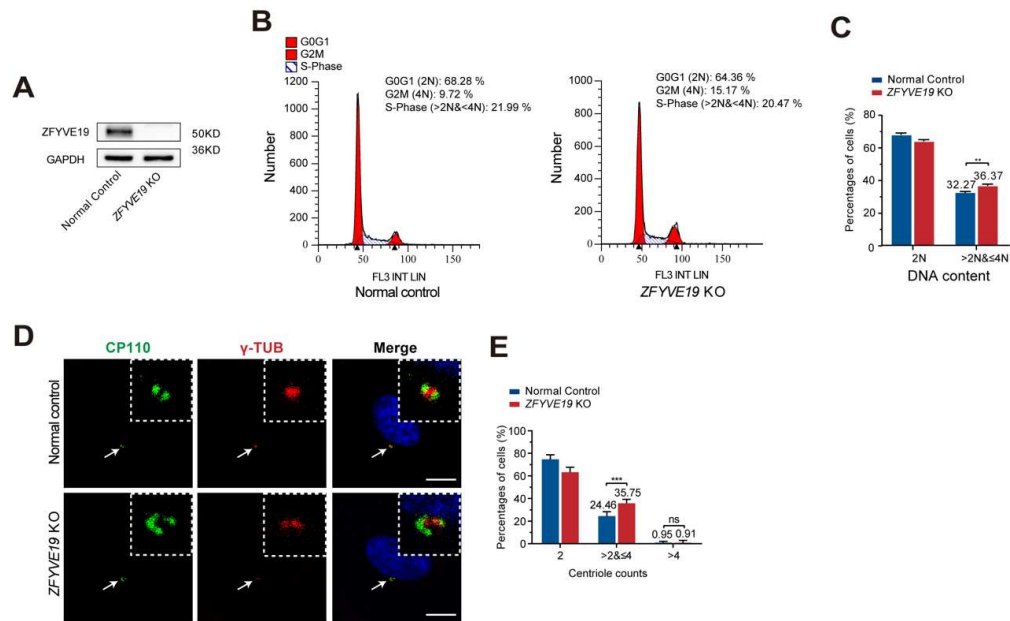 A
ZFYVE19
GAPDH
50KD
36KD
Normal Control
ZFYVE19 KO
B
G0G1
G2M
S-Phase
G0G1 (2N): 68.28 %
G2M (4N): 9.72 %
S-Phase (>2N&<4N): 21.99 %
Number
1200
1000
800
600
400
200
0
0
50
100
150
FL3 INT LIN
Normal control
G0G1 (2N): 64.36 %
G2M (4N): 15.17 %
S-Phase (>2N&<4N): 20.47 %
Number
1000
800
600
400
200
0
0
50
100
150
FL3 INT LIN
ZFYVE19 KO
C
Normal Control
ZFYVE19 KO
Percentages of cells (%)
80
60
40
20
0
32.27
**
36.37
2N
>2N&≤4N
DNA content
D
CP110
γ-TUB
Merge
Normal control
ZFYVE19 KO
E
Normal Control
ZFYVE19 KO
Percentages of cells (%)
100
80
60
40
20
0
24.46
***
35.75
0.95
ns
0.91
2
>2&≤4
>4
Centriole counts